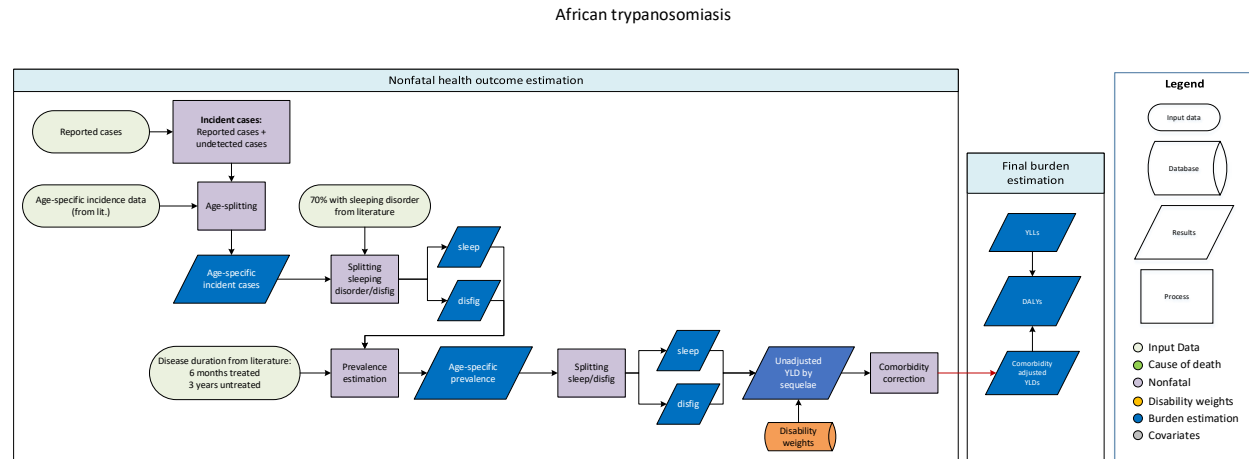 African trypanosomiasis
Nonfatal health outcome estimation
Reported cases
Incident cases:
Reported cases +
undetected cases
Age-specific incidence data
(from lit.)
Age-splitting
70% with sleeping disorder
from literature
Age-specific
incident cases
Splitting
sleeping
disorder/disfig
sleep
disfig
Disease duration from literature:
6 months treated
3 years untreated
Prevalence
estimation
Age-specific
prevalence
Splitting
sleep/disfig
sleep
disfig
Unadjusted
YLD by
sequelae
Disability
weights
Comorbidity
correction
Final burden
estimation
YLLs
DALYs
Comorbidity
adjusted
YLDs
Legend
Input data
Database
Results
Process
Input Data
Cause of death
Nonfatal
Disability weights
Burden estimation
Covariates